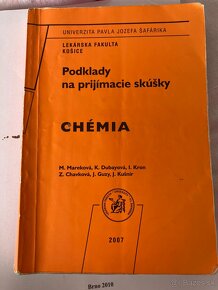 UNIVERZITA PAVLA JOZEFA ŠAFÁRIKA
LEKÁRSKA FAKULTA
KOŠICE
Podklady
na prijímacie skúšky
CHÉMIA
M. Mareková, K. Dubayová, I. Kron
Z. Chavková, J. Guzy, J. Kušnír
2007
Brno 2010